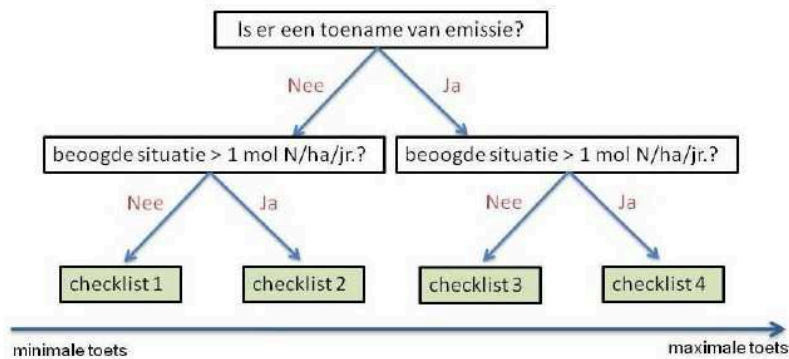 Is er een toename van emissie?
Nee
Ja
beoogde situatie > 1 mol N/ha/jr.?
beoogde situatie > 1 mol N/ha/jr.?
Nee
Ja
Nee
Ja
checklist 1
checklist 2
checklist 3
checklist 4
minimale toets
maximale toets